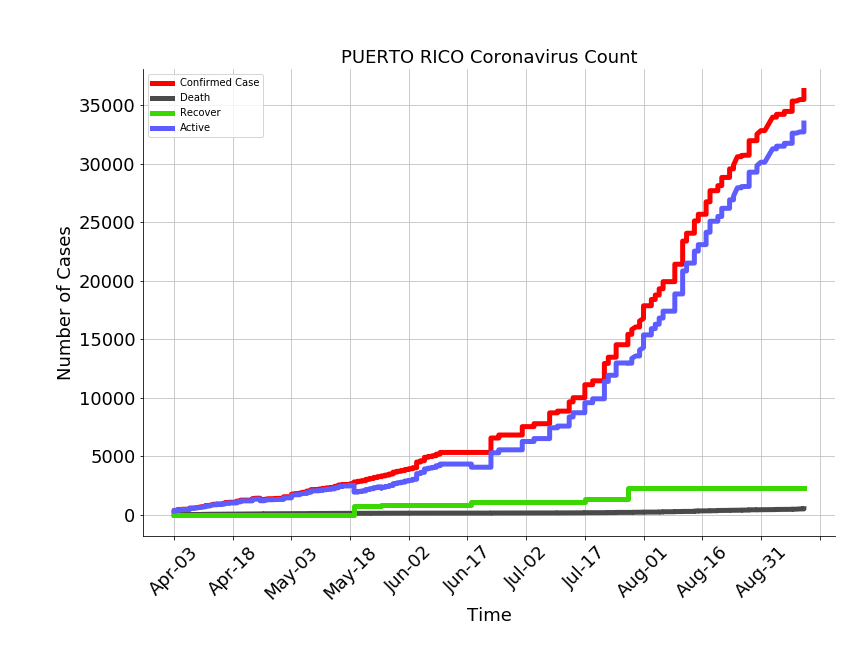 PUERTO RICO Coronavirus Count
Confirmed Case
Death
Recover
Active
35000
30000
25000
20000
15000
10000
5000
0
Number of Cases
Apr-03
Apr-18
May-03
May-18
Jun-02
Jun-17
Jul-02
Jul-17
Aug-01
Aug-16
Aug-31
Time